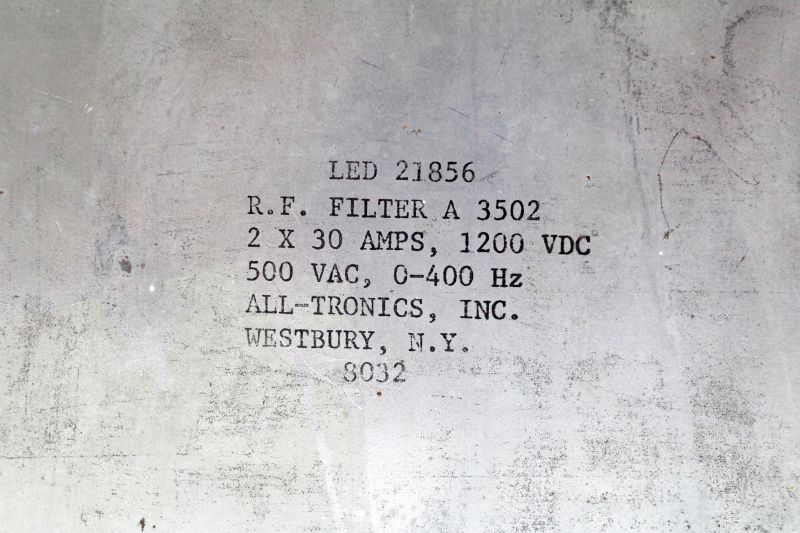 LED 21856
R.F. FILTER A 3502
2 X 30 AMPS, 1200 VDC
500 VAC, 0-400 Hz
ALL-TRONICS, INC.
WESTBURY, N.Y.
8032